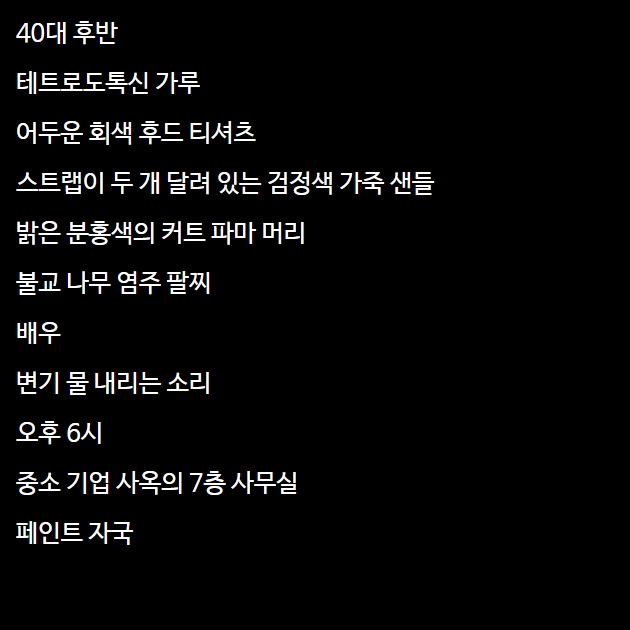 40대 후반
테트로도톡신 가루
어두운 회색 후드 티셔츠
스트랩이 두 개 달려 있는 검정색 가죽 샌들
밝은 분홍색의 커트 파마 머리
불교 나무 염주 팔찌
배우
변기 물 내리는 소리
오후 6시
중소 기업 사옥의 7층 사무실
페인트 자국